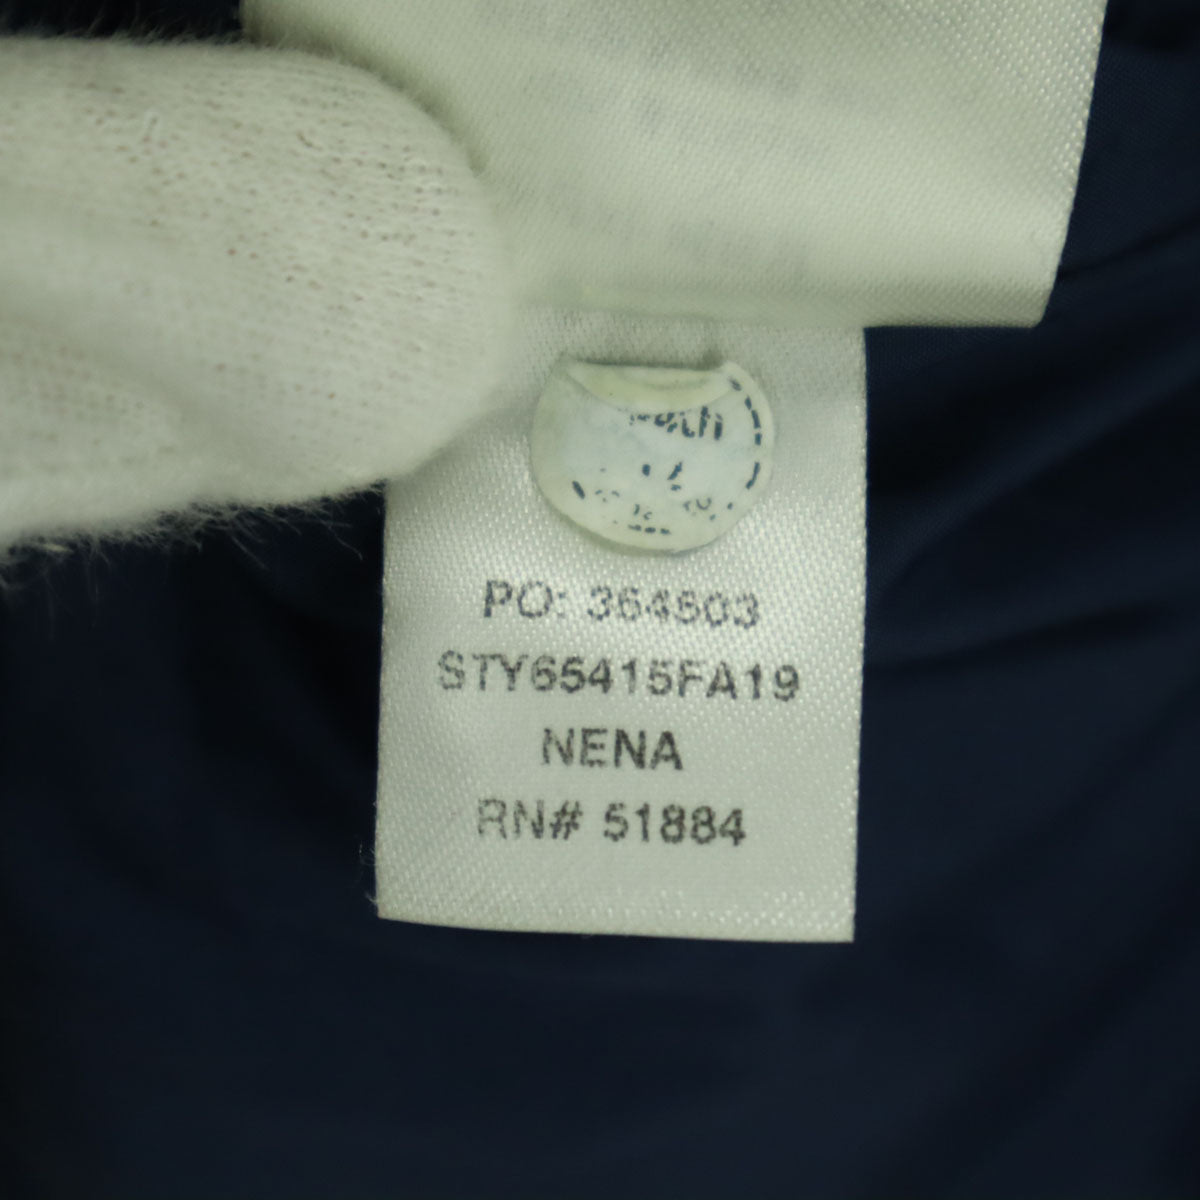 PO: 364503
STY65415FA19
NENA
RN# 51884